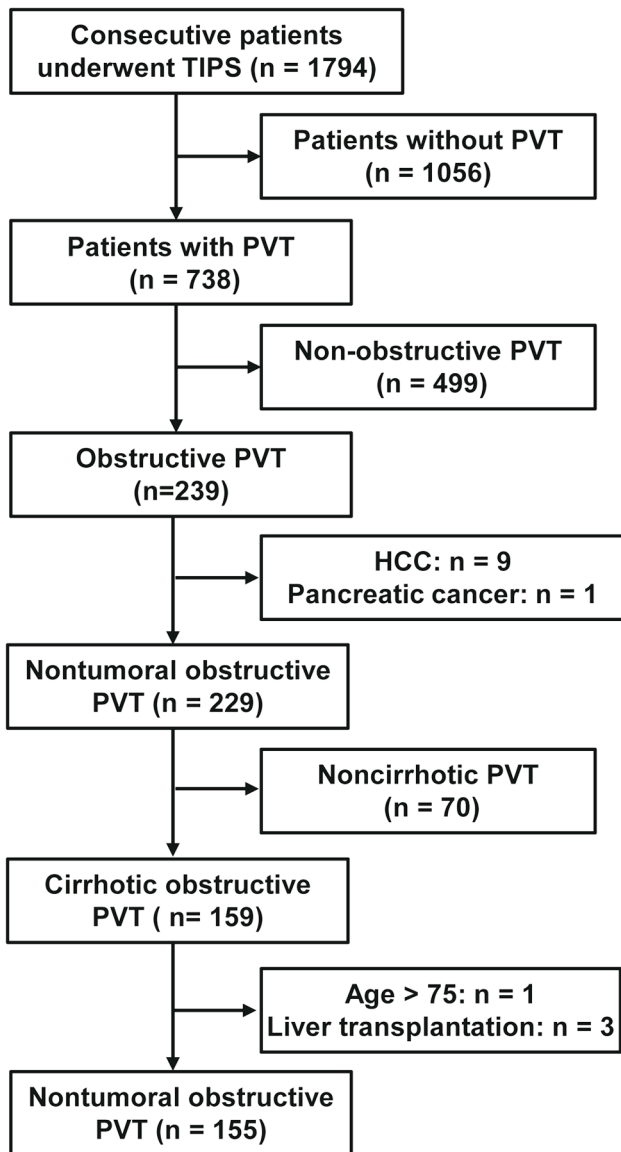 Consecutive patients
underwent TIPS (n = 1794)
Patients without PVT
(n = 1056)
Patients with PVT
(n = 738)
Non-obstructive PVT
(n = 499)
Obstructive PVT
(n=239)
HCC: n = 9
Pancreatic cancer: n = 1
Nontumoral obstructive
PVT (n = 229)
Noncirrhotic PVT
(n = 70)
Cirrhotic obstructive
PVT ( n= 159)
Age > 75: n = 1
Liver transplantation: n = 3
Nontumoral obstructive
PVT (n = 155)